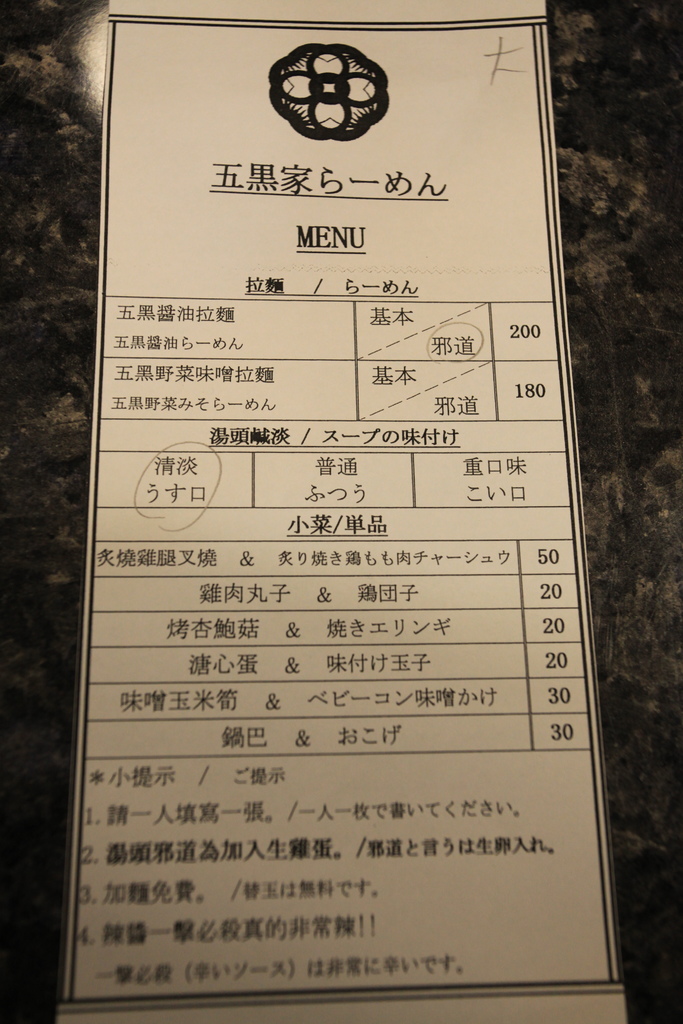 大
五黒家らーめん
MENU
拉麵 / らーめん
五黑醬油拉麵 基本
五黒醤油らーめん 邪道 200
五黑野菜味噌拉麵 基本
五黒野菜みそらーめん 邪道 180
湯頭鹹淡 / スープの味付け
清淡 普通 重口味
うす口 ふつう こい口
小菜/単品
炙燒雞腿叉燒 & 炙り焼き鶏もも肉チャーシュウ 50
雞肉丸子 & 鶏団子 20
烤杏鮑菇 & 焼きエリンギ 20
溏心蛋 & 味付け玉子 20
味噌玉米筍 & ベビーコン味噌かけ 30
鍋巴 & おこげ 30
*小提示 / ご提示
1. 請一人填寫一張。/一人一枚で書いてください。
2. 湯頭邪道為加入生雞蛋。/邪道と言うは生卵入れ。
3. 加麵免費。 /替玉は無料です。
4. 辣醬一擊必殺真的非常辣!!
一撃必殺（辛いソース）は非常に辛いです。